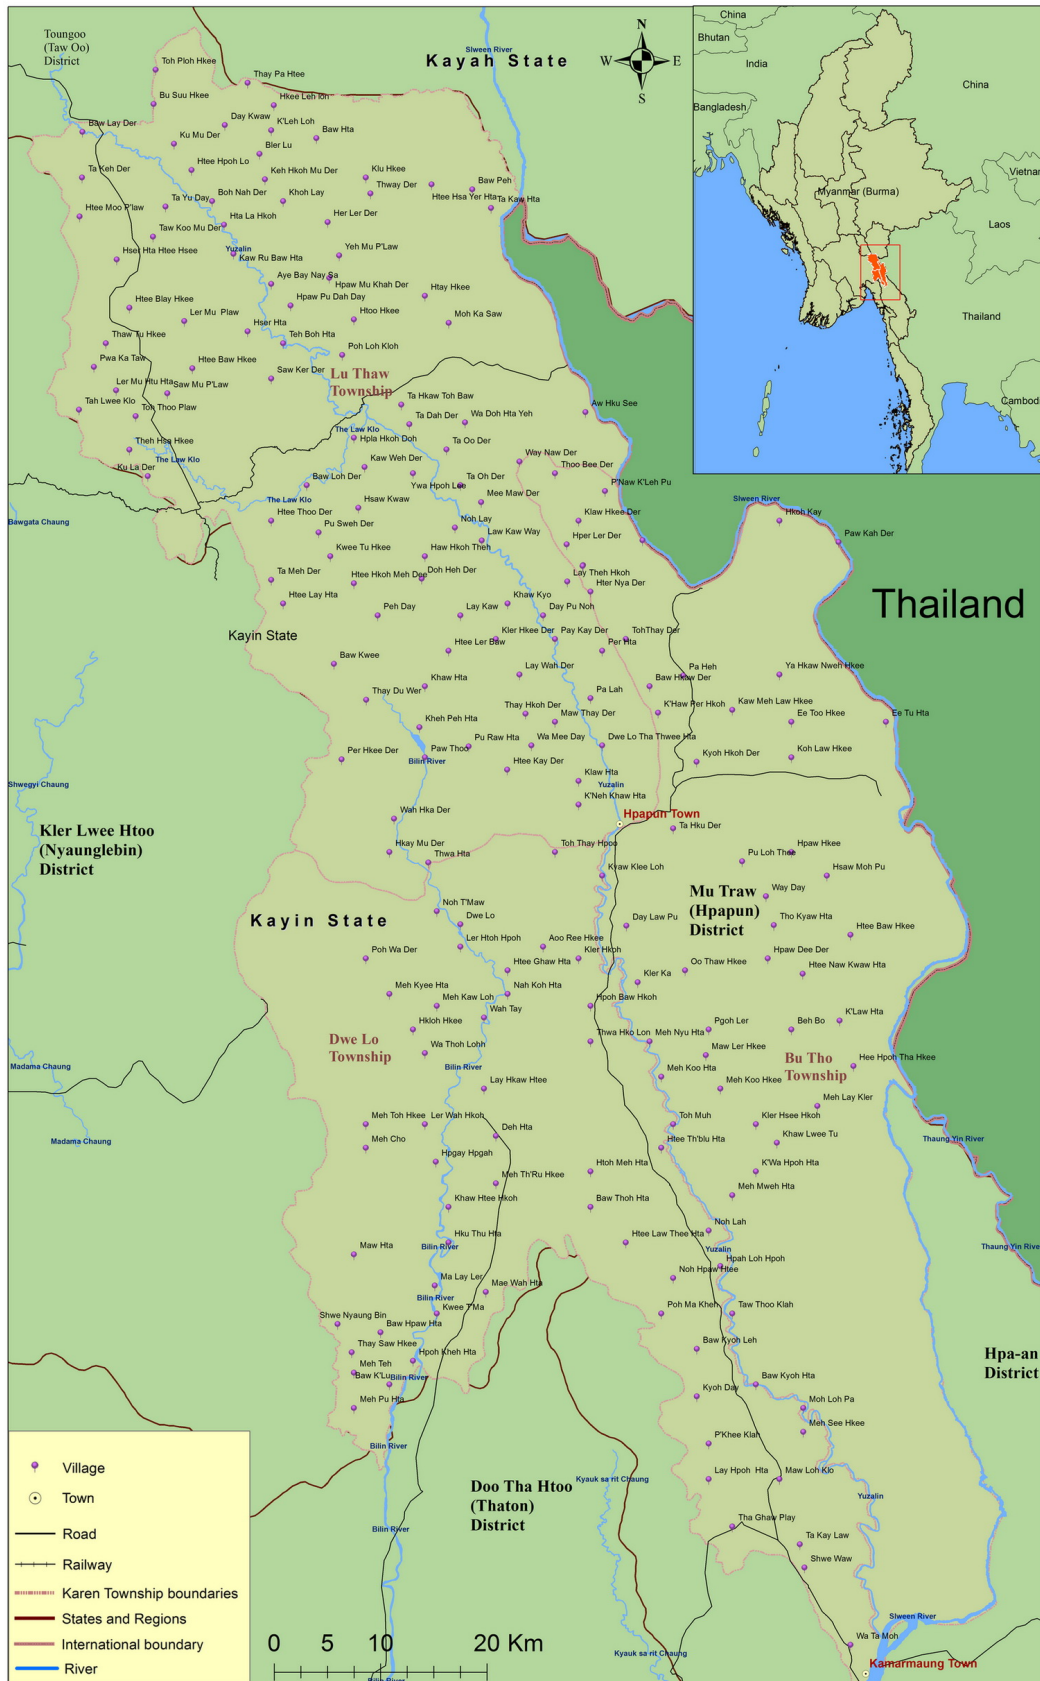 Toungoo
(Taw Oo)
District
Kayah State
Slween River
N
W
E
S
China
Bhutan
India
China
Bangladesh
Myanmar (Burma)
Vietnam
Laos
Thailand
Cambodi
Toh Ploh Hkee
Thay Pa Htee
Bu Suu Hkee
Hkee Leh Ioh
Day Kwaw
K'Leh Loh
Baw Lay Der
Ku Mu Der
Baw Hta
Bler Lu
Htee Hpoh Lo
Ta Keh Der
Keh Hkoh Mu Der
Klu Hkee
Boh Nah Der
Khoh Lay
Thway Der
Baw Peh
Htee Hsa Yer Hta
Ta Kaw Hta
Htee Moo P'law
Ta Yu Day
Hta La Hkoh
Her Ler Der
Taw Koo Mu Der
Hset Hta Htee Hsee
Yuzalin
Kaw Ru Baw Hta
Yeh Mu P'Law
Aye Bay Nay Sa
Hpaw Mu Khah Der
Htay Hkee
Htee Blay Hkee
Hpaw Pu Dah Day
Ler Mu Plaw
Hser Hta
Htoo Hkee
Moh Ka Saw
Thaw Tu Hkee
Teh Boh Hta
Pwa Ka Taw
Htee Baw Hkee
Poh Loh Kloh
Saw Ker Der
Lu Thaw
Township
Ler Mu Htu Hta
Saw Mu P'Law
Tah Lwee Klo
Toh Thoo Plaw
Ta Hkaw Toh Baw
Ta Dah Der
Wa Doh Hta Yeh
Aw Hku See
Theh Hsa Hkee
The Law Klo
The Law Klo
Hpla Hkoh Doh
Ta Oo Der
Ku La Der
Kaw Weh Der
Way Naw Der
Thoo Bee Der
Baw Loh Der
Ywa Hpoh Lee
Ta Oh Der
P'Naw K'Leh Pu
The Law Klo
Hsaw Kwaw
Mee Maw Der
Slween River
Bawgata Chaung
Htee Thoo Der
Pu Sweh Der
Noh Lay
Klaw Hkee Der
Hkoh Kay
Law Kaw Way
Hper Ler Der
Paw Kah Der
Kwee Tu Hkee
Haw Hkoh Theh
Ta Meh Der
Htee Hkoh Meh Dee
Doh Heh Der
Lay Theh Hkoh
Hter Nya Der
Htee Lay Hta
Peh Day
Khaw Kyo
Lay Kaw
Day Pu Noh
Thailand
Kayin State
Kler Hkee Der
Pay Kay Der
TohThay Der
Htee Ler Baw
Per Hta
Baw Kwee
Lay Wah Der
Pa Heh
Ya Hkaw Nweh Hkee
Khaw Hta
Baw Hkuw Der
Thay Du Wer
Pa Lah
Thay Hkoh Der
K'Haw Per Hkoh
Kaw Meh Law Hkee
Kheh Peh Hta
Maw Thay Der
Ee Too Hkee
Ee Tu Hta
Pu Raw Hta
Wa Mee Day
Dwe Lo Tha Thwee Hta
Per Hkee Der
Paw Thoo
Bilin River
Htee Kay Der
Kyoh Hkoh Der
Koh Law Hkee
Klaw Hta
Yuzalin
Shwegyi Chaung
K'Neh Khaw Hta
Wah Hka Der
Hpapun Town
Kler Lwee Htoo
(Nyaunglebin)
District
Ta Hku Der
Hkay Mu Der
Thwa Hta
Toh Thay Hpou
Pu Loh Thee
Hpaw Hkee
Kyaw Klee Loh
Hsaw Moh Pu
Mu Traw
(Hpapun)
District
Way Day
Kayin State
Noh T'Maw
Dwe Lo
Day Law Pu
Tho Kyaw Hta
Htee Baw Hkee
Ler Htoh Hpoh
Aoo Ree Hkee
Poh Wa Der
Kler Hkoh
Hpaw Dee Der
Htee Ghaw Hta
Oo Thaw Hkee
Htee Naw Kwaw Hta
Kler Ka
Meh Kyee Hta
Nah Koh Hta
Meh Kaw Loh
Hpoh Baw Hkoh
Wah Tay
Hkloh Hkee
K'Law Hta
Dwe Lo
Township
Thwa Hko Lon
Meh Nyu Hta
Pgoh Ler
Beh Bo
Wa Thoh Lohh
Maw Ler Hkee
Bu Tho
Township
Hee Hpoh Tha Hkee
Madama Chaung
Bilin River
Meh Koo Hta
Lay Hkaw Htee
Meh Koo Hkee
Meh Lay Kler
Meh Toh Hkee
Ler Wah Hkoh
Toh Muh
Kler Hsee Hkoh
Deh Hta
Madama Chaung
Meh Cho
Htee Th'blu Hta
Khaw Lwee Tu
Thaung Yin River
Hpgay Hpgah
Htoh Meh Hta
K'Wa Hpoh Hta
Meh Th'Ru Hkee
Meh Mweh Hta
Khaw Htee Hkoh
Baw Thoh Hta
Hku Thu Hta
Htee Law Thee Hta
Noh Lah
Maw Hta
Bilin River
Yuzalin
Thaung Yin River
Hpah Loh Hpoh
Noh Hpaw Htee
Ma Lay Ler
Mae Wah Hta
Bilin River
Shwe Nyaung Bin
Kwee T'Ma
Poh Ma Kheh
Taw Thoo Klah
Baw Hpaw Hta
Thay Saw Hkee
Hpoh Kheh Hta
Baw Kyoh Leh
Hpa-an
District
Meh Teh
Baw K'Lu
Bilin River
Kyoh Day
Baw Kyoh Hta
Meh Pu Hta
Moh Loh Pa
Meh See Hkee
Bilin River
P'Khee Klah
Village
Doo Tha Htoo
(Thaton)
District
Kyauk sa rit Chaung
Lay Hpoh Hta
Maw Loh Klo
Town
Yuzalin
Bilin River
Tha Ghaw Play
Road
Ta Kay Law
Railway
Shwe Waw
Karen Township boundaries
States and Regions
Slween River
International boundary
0 5 10 20 Km
Wa Ta Moh
Kyauk sa rit Chaung
River
Kamarmaung Town
Bilin River